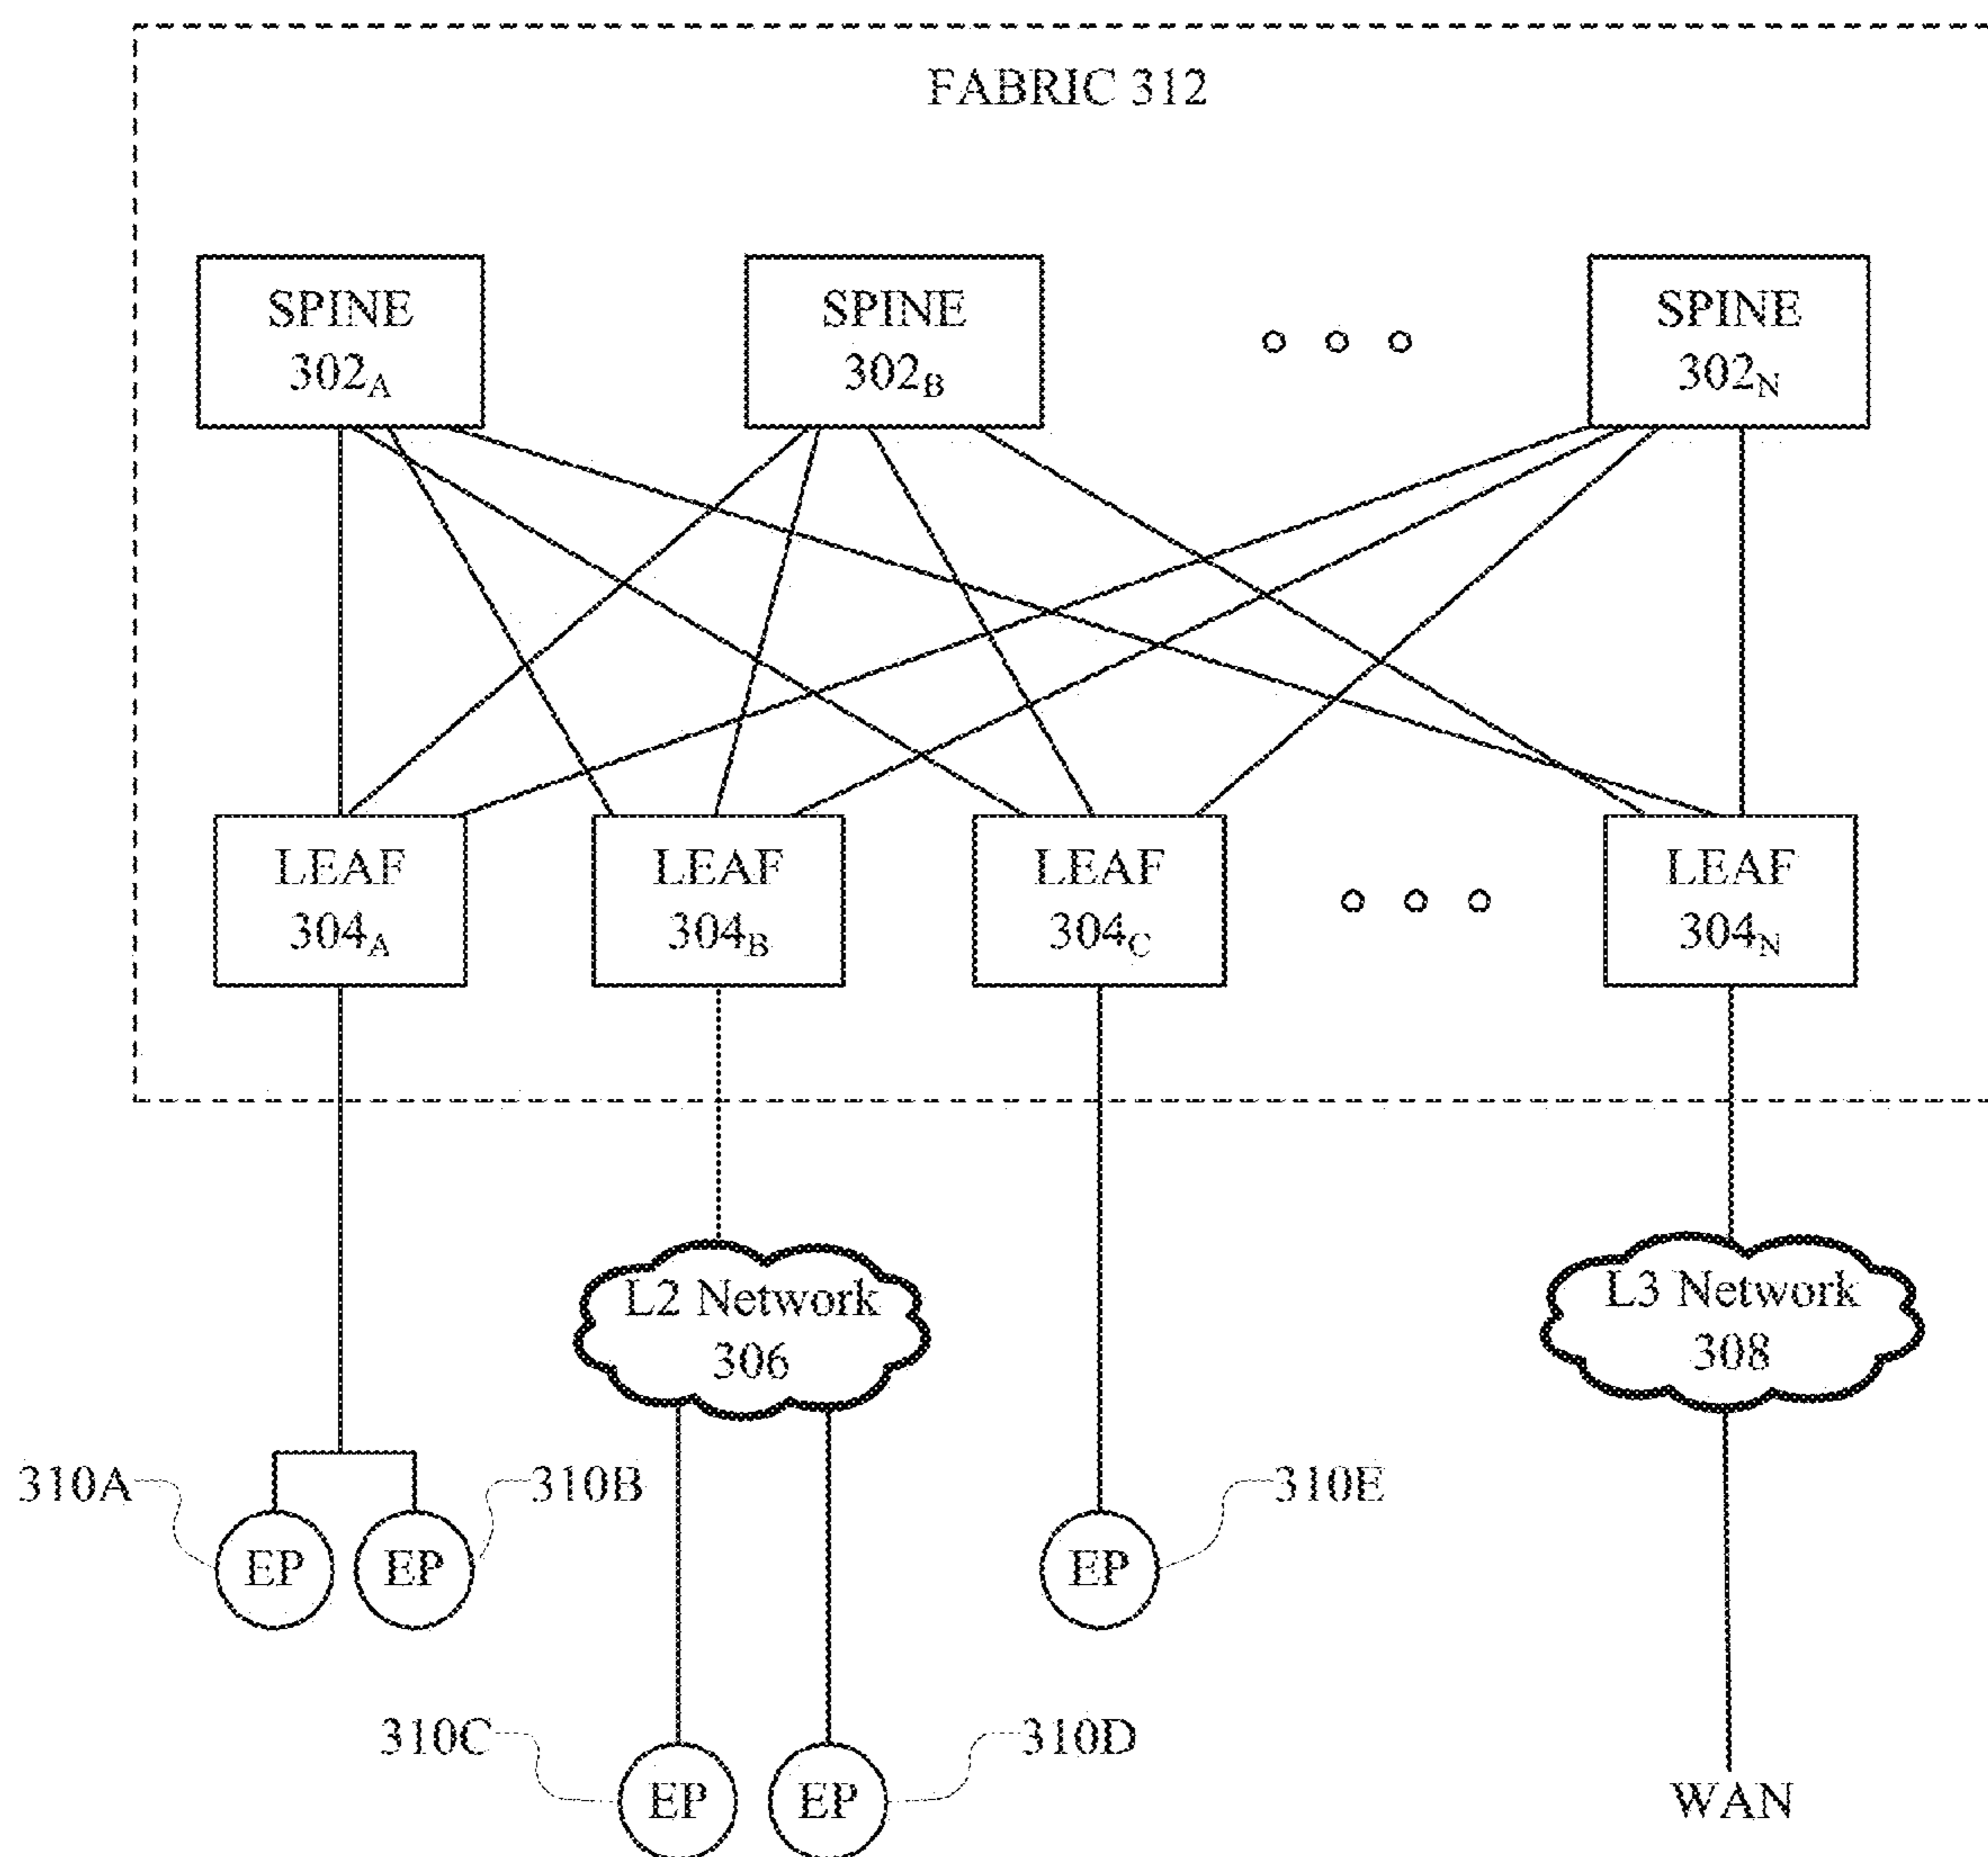 FABRIC 312
SPINE
302A
SPINE
302B
SPINE
302N
LEAF
304A
LEAF
304B
LEAF
304C
LEAF
304N
L2 Network
306
L3 Network
308
310A
310B
310E
EP
EP
EP
310C
310D
EP
EP
WAN